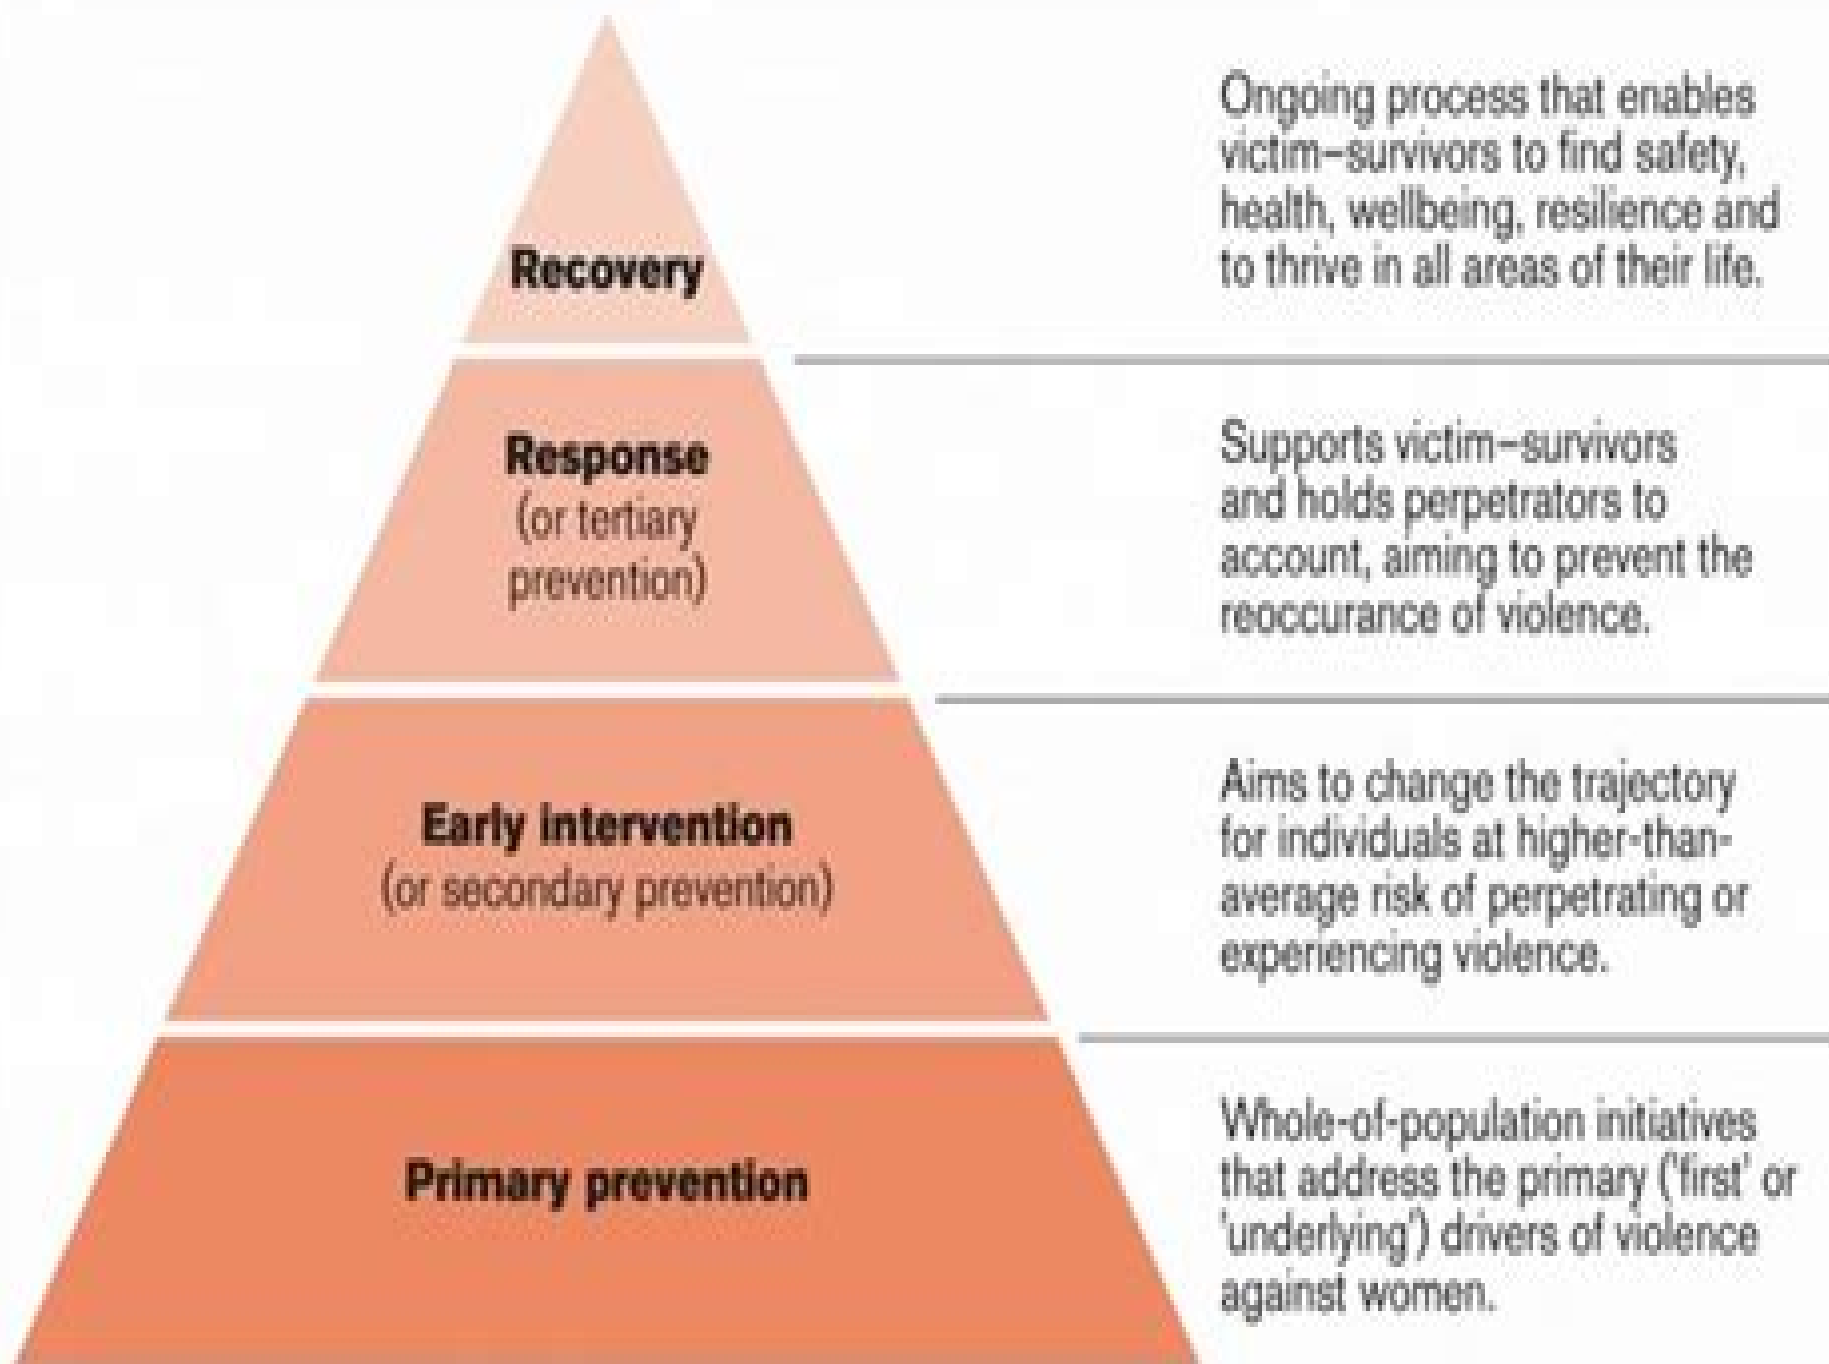 Recovery
Ongoing process that enables
victim–survivors to find safety,
health, wellbeing, resilience and
to thrive in all areas of their life.
Response
(or tertiary
prevention)
Supports victim–survivors
and holds perpetrators to
account, aiming to prevent the
reoccurance of violence.
Early intervention
(or secondary prevention)
Aims to change the trajectory
for individuals at higher-than-
average risk of perpetrating or
experiencing violence.
Primary prevention
Whole-of-population initiatives
that address the primary ('first' or
'underlying') drivers of violence
against women.